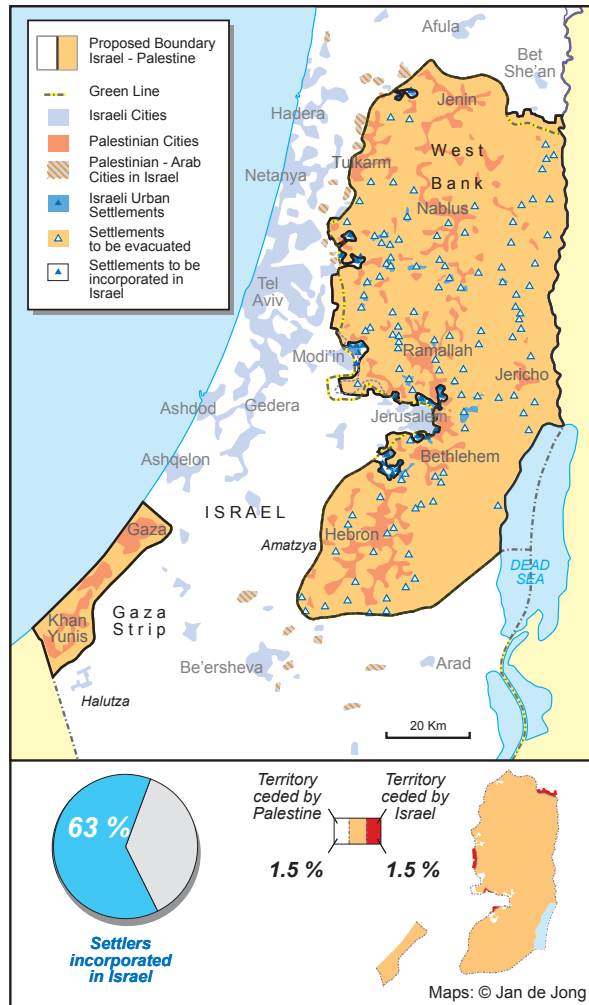 Proposed Boundary
Israel - Palestine
Green Line
Israeli Cities
Palestinian Cities
Palestinian - Arab
Cities in Israel
Israeli Urban
Settlements
Settlements
to be evacuated
Settlements to be
incorporated in
Israel
Afula
Bet
She'an
Jenin
Hadera
Tulkarm
West
Bank
Netanya
Nablus
Tel
Aviv
Modi'in
Ramallah
Jericho
Gedera
Ashdod
Jerusalem
Ashqelon
Bethlehem
ISRAEL
Gaza
Amatzya
Hebron
DEAD
SEA
Khan
Yunis
Gaza
Strip
Be'ersheva
Arad
Halutza
20 Km
63 %
Settlers
incorporated
in Israel
Territory
ceded by
Palestine
Territory
ceded by
Israel
1.5 %
1.5 %
Maps: © Jan de Jong